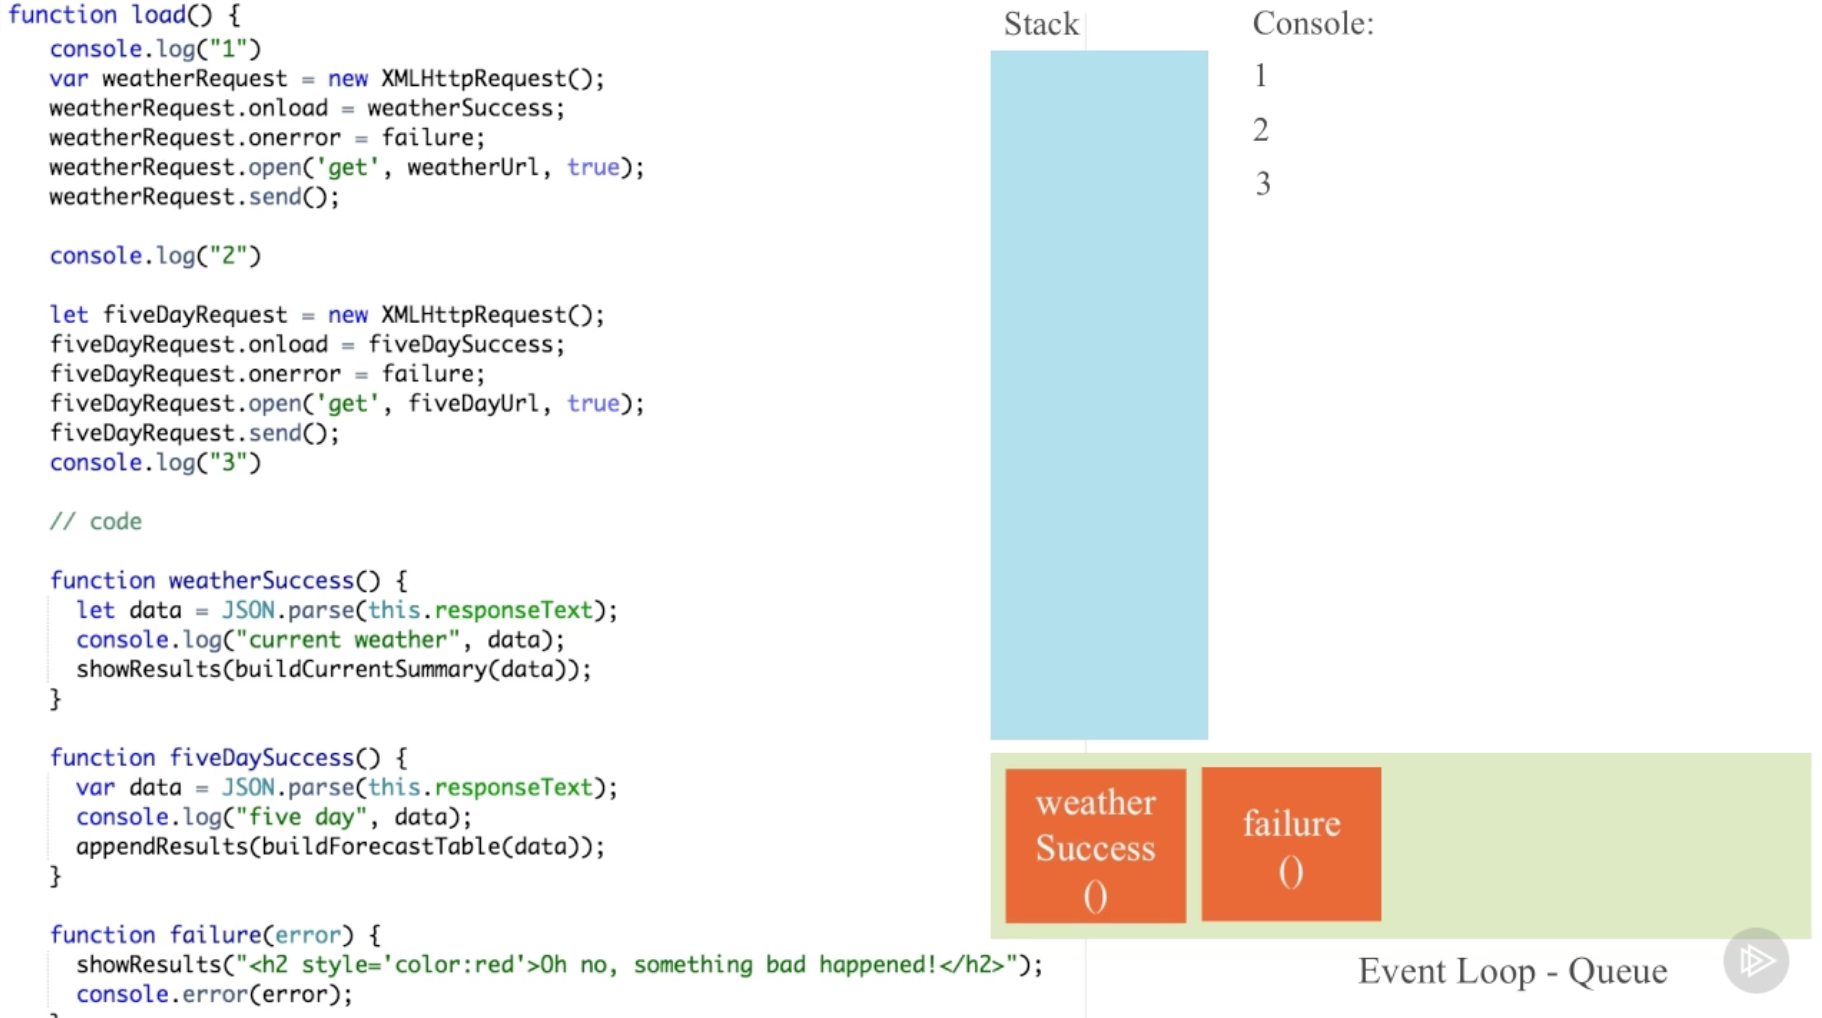 function load() {
console.log("1")
var weatherRequest = new XMLHttpRequest();
weatherRequest.onload = weatherSuccess;
weatherRequest.onerror = failure;
weatherRequest.open('get', weatherUrl, true);
weatherRequest.send();
console.log("2")
let fiveDayRequest = new XMLHttpRequest();
fiveDayRequest.onload = fiveDaySuccess;
fiveDayRequest.onerror = failure;
fiveDayRequest.open('get', fiveDayUrl, true);
fiveDayRequest.send();
console.log("3")
// code
function weatherSuccess() {
let data = JSON.parse(this.responseText);
console.log("current weather", data);
showResults(buildCurrentSummary(data));
}
function fiveDaySuccess() {
var data = JSON.parse(this.responseText);
console.log("five day", data);
appendResults(buildForecastTable(data));
}
function failure(error) {
showResults("<h2 style='color:red'>Oh no, something bad happened!</h2>");
console.error(error);
Stack
Console:
1
2
3
weather
Success
()
failure
()
Event Loop - Queue